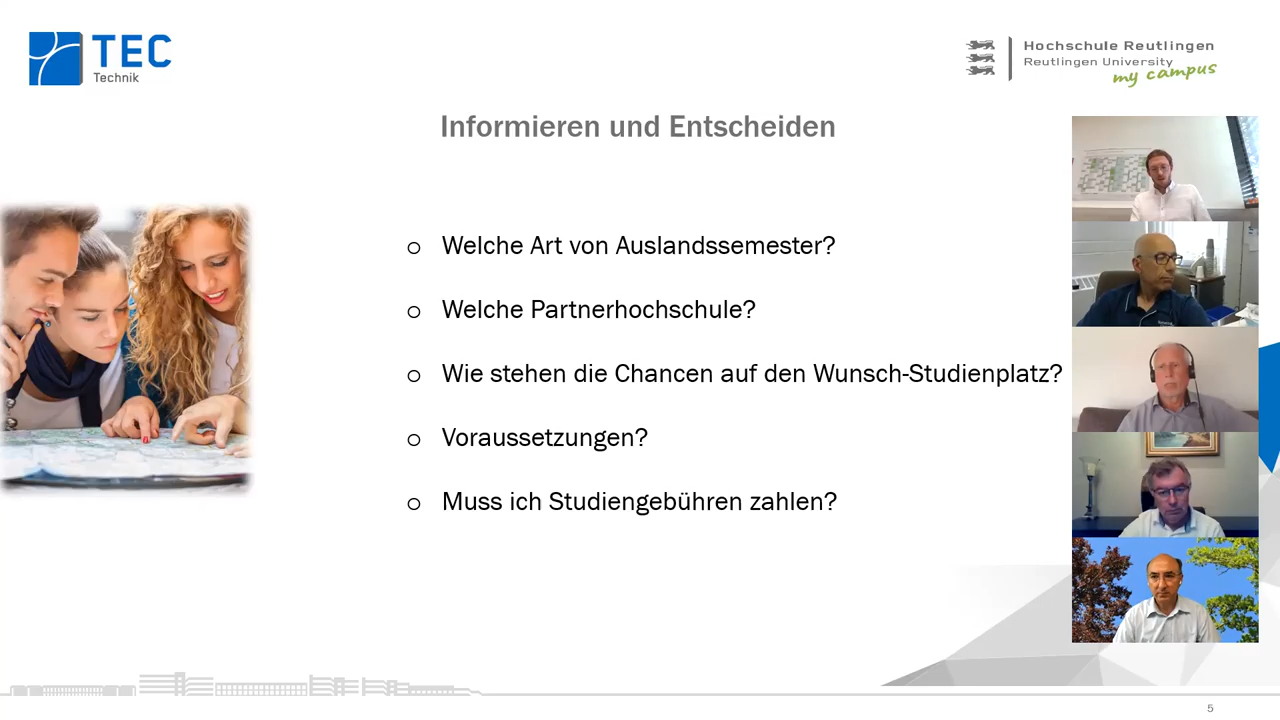 TEC
Technik
Hochschule Reutlingen
Reutlingen University
my campus
Informieren und Entscheiden
o Welche Art von Auslandssemester?
o Welche Partnerhochschule?
o Wie stehen die Chancen auf den Wunsch-Studienplatz?
o Voraussetzungen?
o Muss ich Studiengebühren zahlen?
5